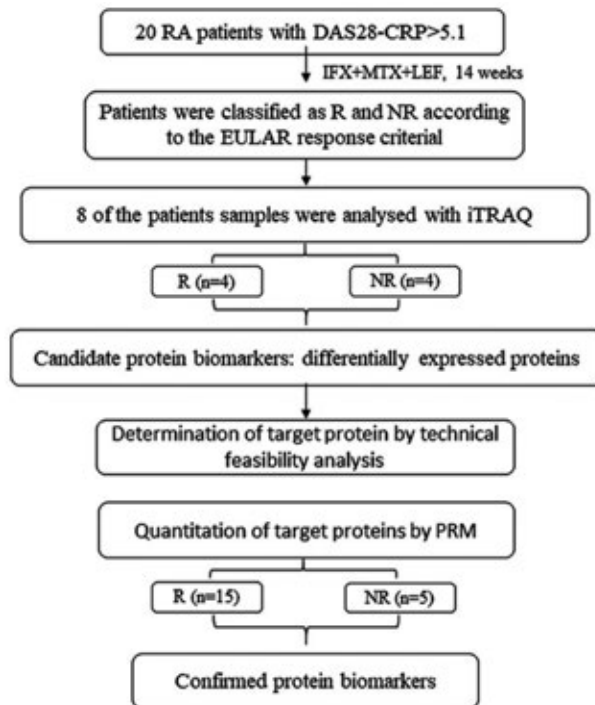 20 RA patients with DAS28-CRP>5.1
IFX+MTX+LEF, 14 weeks
Patients were classified as R and NR according
to the EULAR response criterial
8 of the patients samples were analysed with iTRAQ
R (n=4)
NR (n=4)
Candidate protein biomarkers: differentially expressed proteins
Determination of target protein by technical
feasibility analysis
Quantitation of target proteins by PRM
R (n=15)
NR (n=5)
Confirmed protein biomarkers